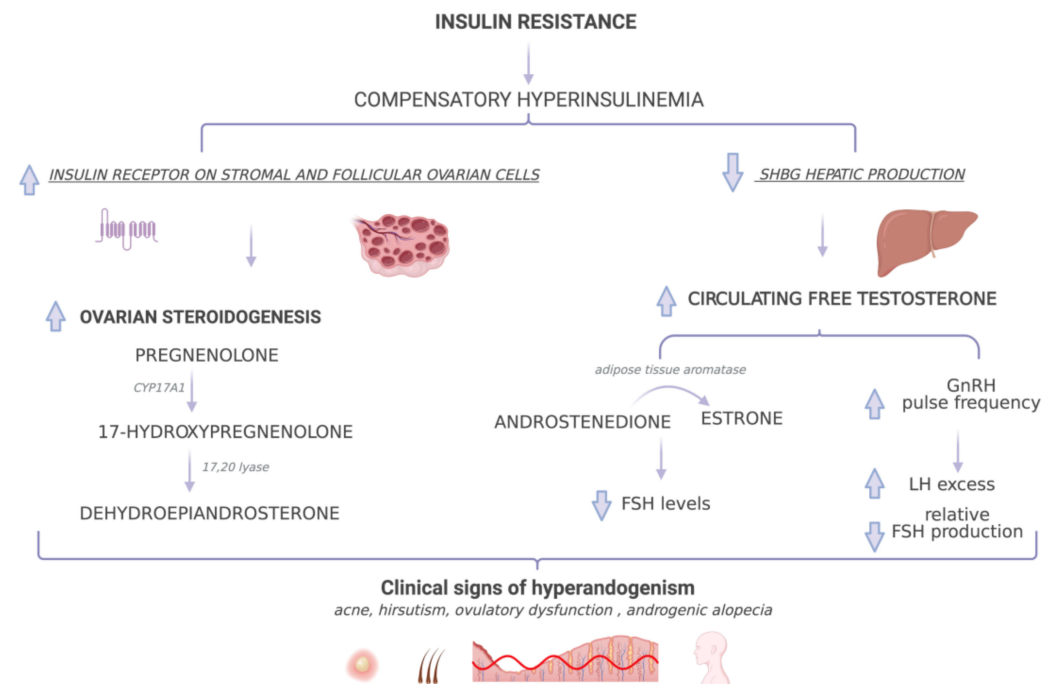 INSULIN RESISTANCE
COMPENSATORY HYPERINSULINEMIA
INSULIN RECEPTOR ON STROMAL AND FOLLICULAR OVARIAN CELLS
SHBG HEPATIC PRODUCTION
OVARIAN STEROIDOGENESIS
PREGNENOLONE
CYP17A1
17-HYDROXYPREGNENOLONE
17,20 lyase
DEHYDROEPIANDROSTERONE
CIRCULATING FREE TESTOSTERONE
adipose tissue aromatase
ANDROSTENEDIONE
ESTRONE
FSH levels
GnRH
pulse frequency
LH excess
relative
FSH production
Clinical signs of hyperandogenism
acne, hirsutism, ovulatory dysfunction , androgenic alopecia